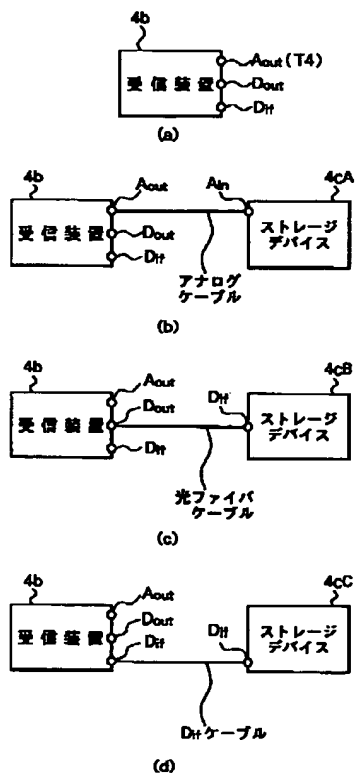 4b
Aout(T4)
受信装置
Dout
Dif
(a)
4b
Aout
Ain
4cA
受信装置
Dout
Dif
ストレージ
デバイス
アナログ
ケーブル
(b)
4b
Aout
Dif
4cB
受信装置
Dout
Dif
ストレージ
デバイス
光ファイバ
ケーブル
(c)
4b
Aout
4cC
受信装置
Dout
Dif
Dif
ストレージ
デバイス
Difケーブル
(d)